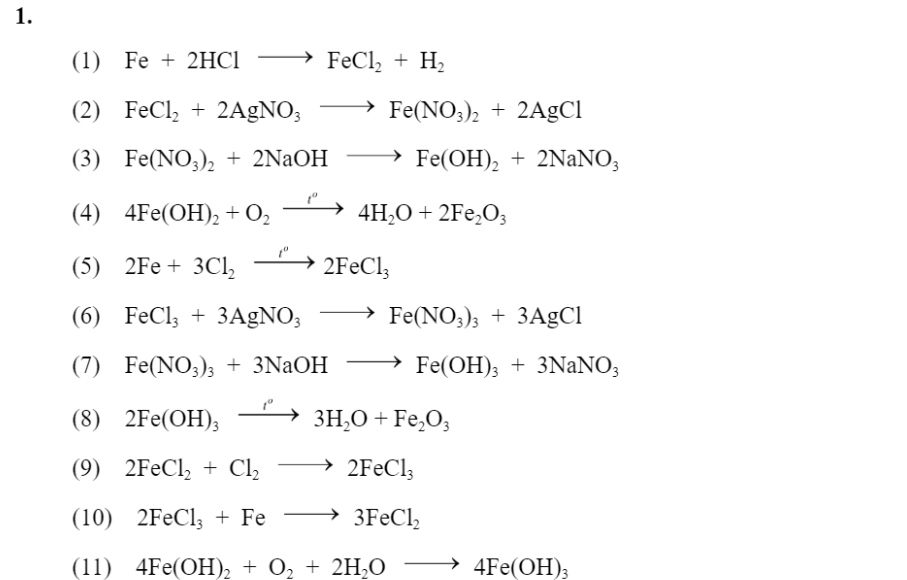 1.
(1) Fe + 2HCl ⟶ FeCl₂ + H₂
(2) FeCl₂ + 2AgNO₃ ⟶ Fe(NO₃)₂ + 2AgCl
(3) Fe(NO₃)₂ + 2NaOH ⟶ Fe(OH)₂ + 2NaNO₃
(4) 4Fe(OH)₂ + O₂ ⟶ᵗᵒ 4H₂O + 2Fe₂O₃
(5) 2Fe + 3Cl₂ ⟶ᵗᵒ 2FeCl₃
(6) FeCl₃ + 3AgNO₃ ⟶ Fe(NO₃)₃ + 3AgCl
(7) Fe(NO₃)₃ + 3NaOH ⟶ Fe(OH)₃ + 3NaNO₃
(8) 2Fe(OH)₃ ⟶ᵗᵒ 3H₂O + Fe₂O₃
(9) 2FeCl₂ + Cl₂ ⟶ 2FeCl₃
(10) 2FeCl₃ + Fe ⟶ 3FeCl₂
(11) 4Fe(OH)₂ + O₂ + 2H₂O ⟶ 4Fe(OH)₃